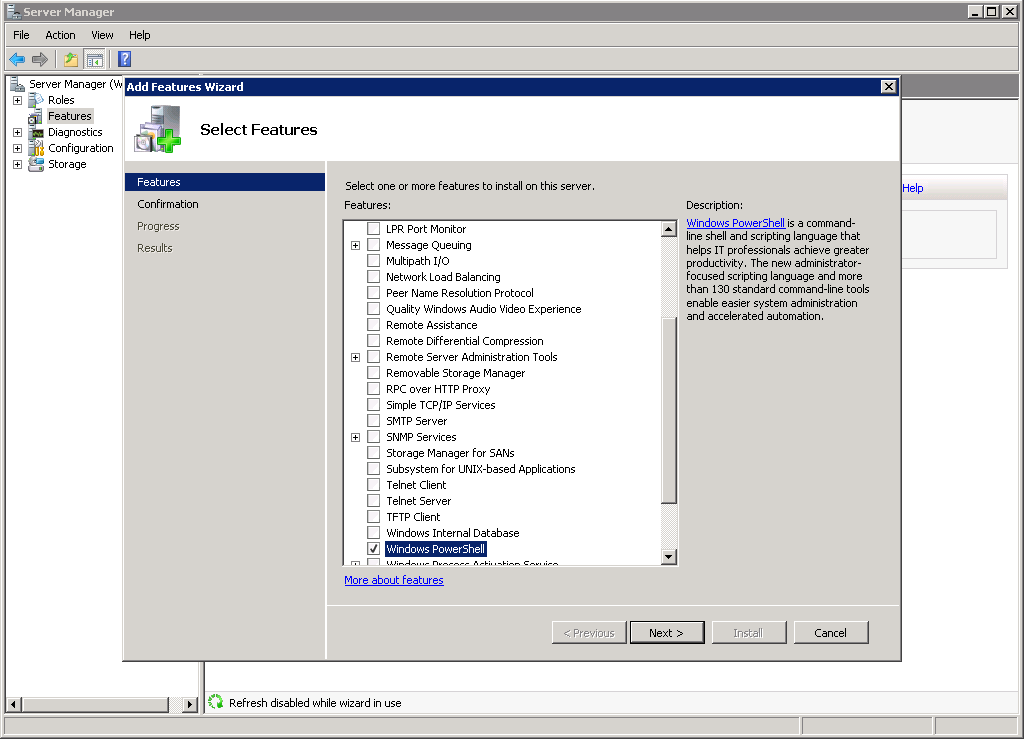 Server Manager
File Action View Help
Server Manager (W
Roles
Features
Diagnostics
Configuration
Storage
Add Features Wizard
Select Features
Features
Confirmation
Progress
Results
Select one or more features to install on this server.
Features:
LPR Port Monitor
Message Queuing
Multipath I/O
Network Load Balancing
Peer Name Resolution Protocol
Quality Windows Audio Video Experience
Remote Assistance
Remote Differential Compression
Remote Server Administration Tools
Removable Storage Manager
RPC over HTTP Proxy
Simple TCP/IP Services
SMTP Server
SNMP Services
Storage Manager for SANs
Subsystem for UNIX-based Applications
Telnet Client
Telnet Server
TFTP Client
Windows Internal Database
Windows PowerShell
Windows Process Activation Service
More about features
Description:
Windows PowerShell is a command-
line shell and scripting language that
helps IT professionals achieve greater
productivity. The new administrator-
focused scripting language and more
than 130 standard command-line tools
enable easier system administration
and accelerated automation.
Help
< Previous Next > Install Cancel
Refresh disabled while wizard in use